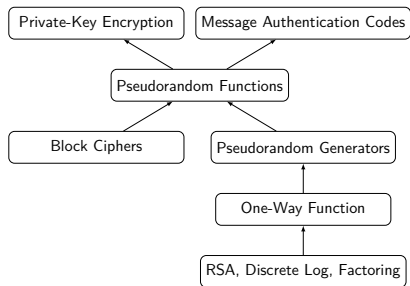 Private-Key Encryption
Message Authentication Codes
Pseudorandom Functions
Block Ciphers
Pseudorandom Generators
One-Way Function
RSA, Discrete Log, Factoring